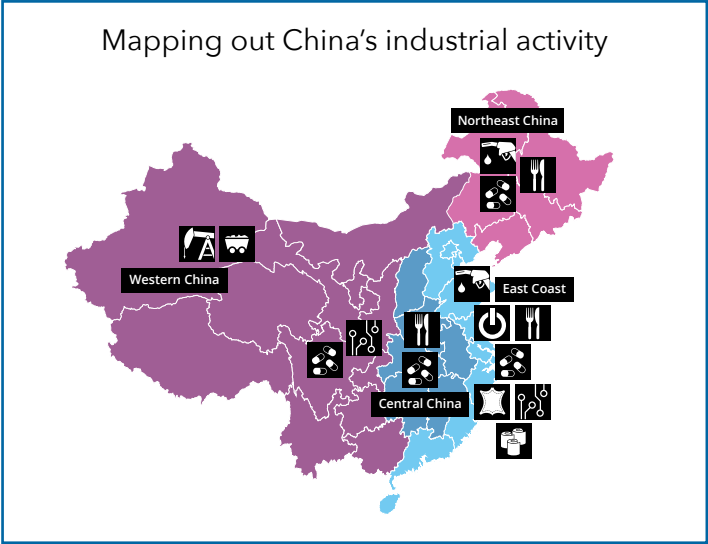 Mapping out China’s industrial activity
Northeast China
Western China
East Coast
Central China